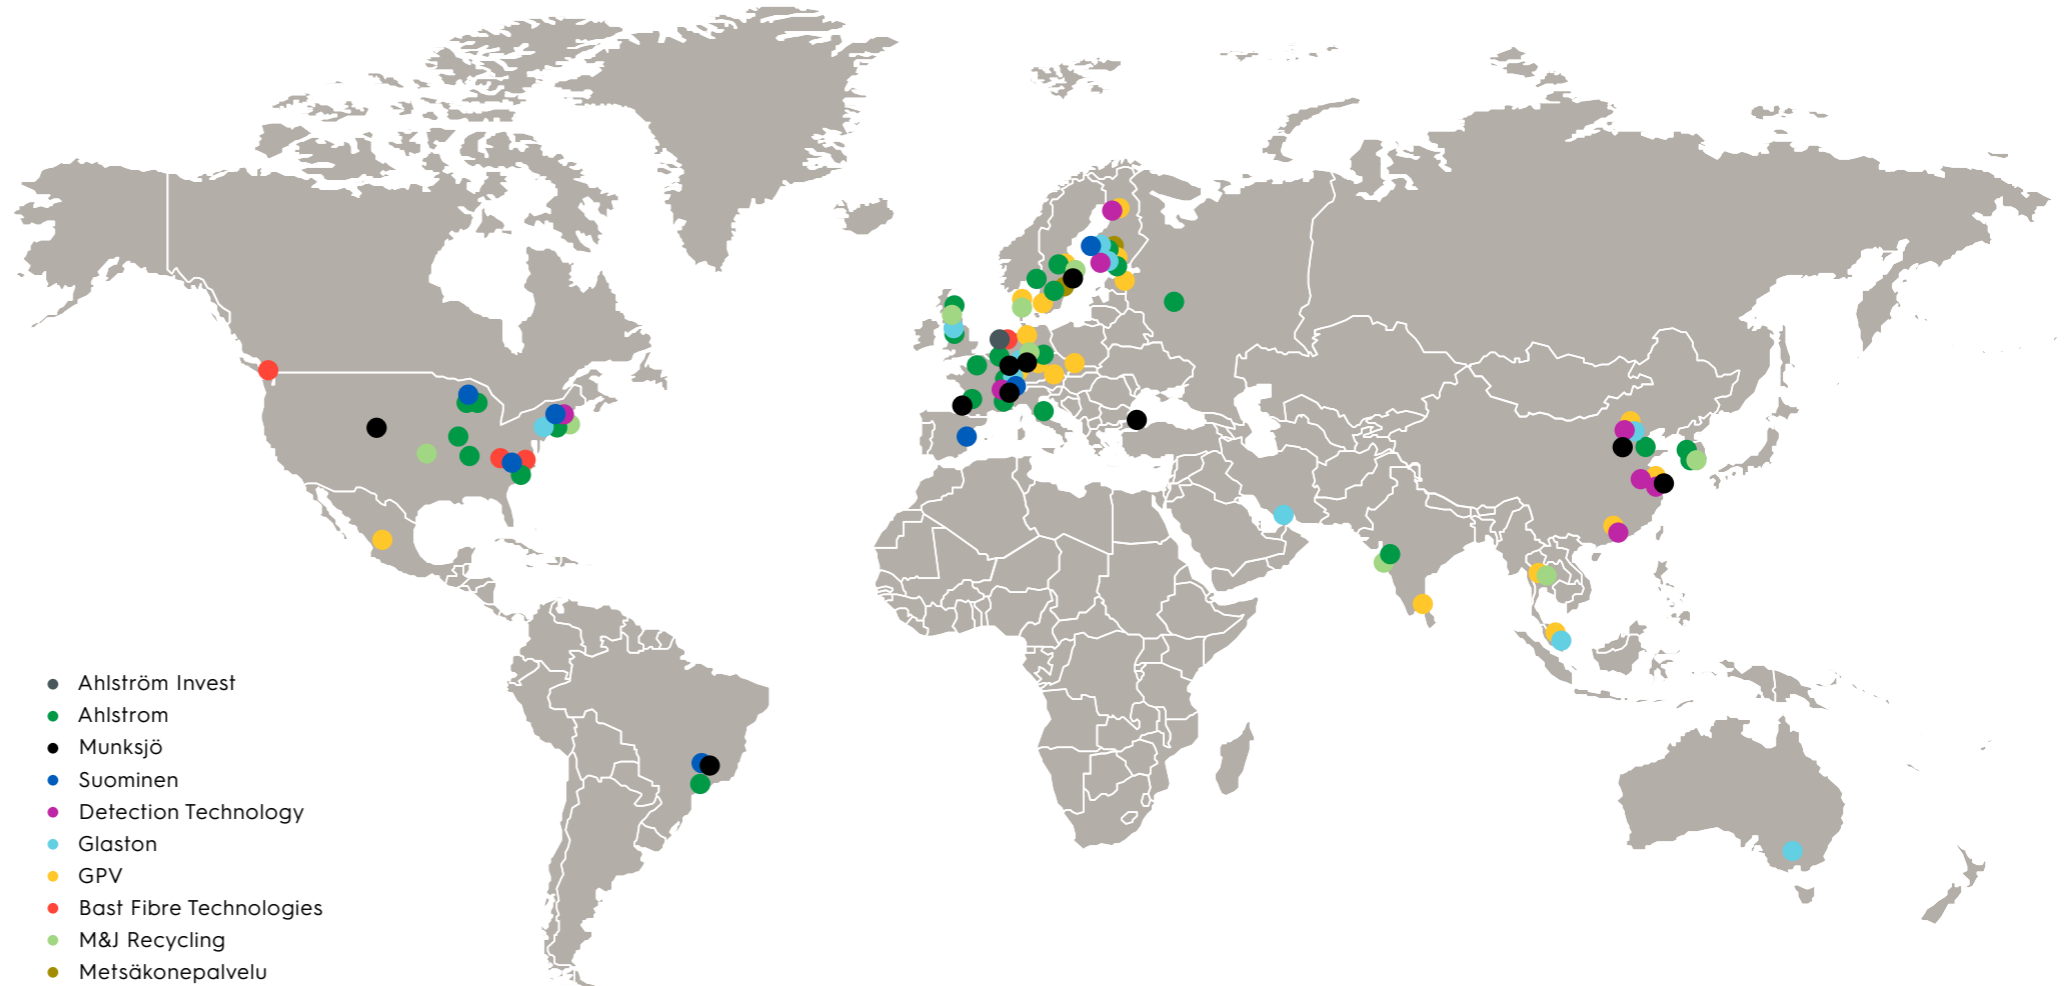 Ahlström Invest
Ahlstrom
Munksjö
Suominen
Detection Technology
Glaston
GPV
Bast Fibre Technologies
M&J Recycling
Metsäkonepalvelu